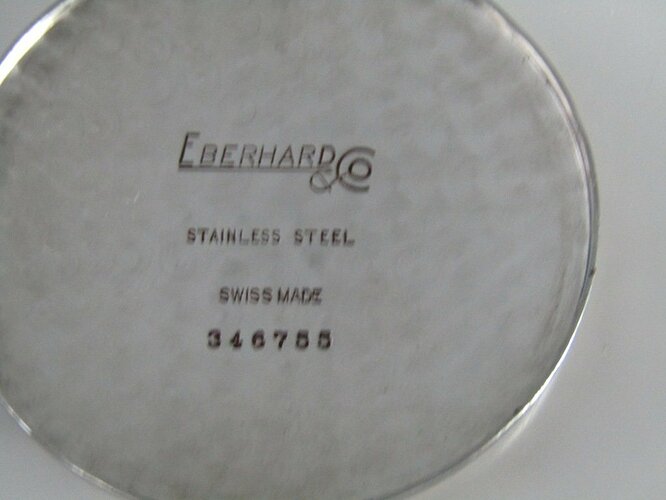 EBERHARD & CO
STAINLESS STEEL
SWISS MADE
346755